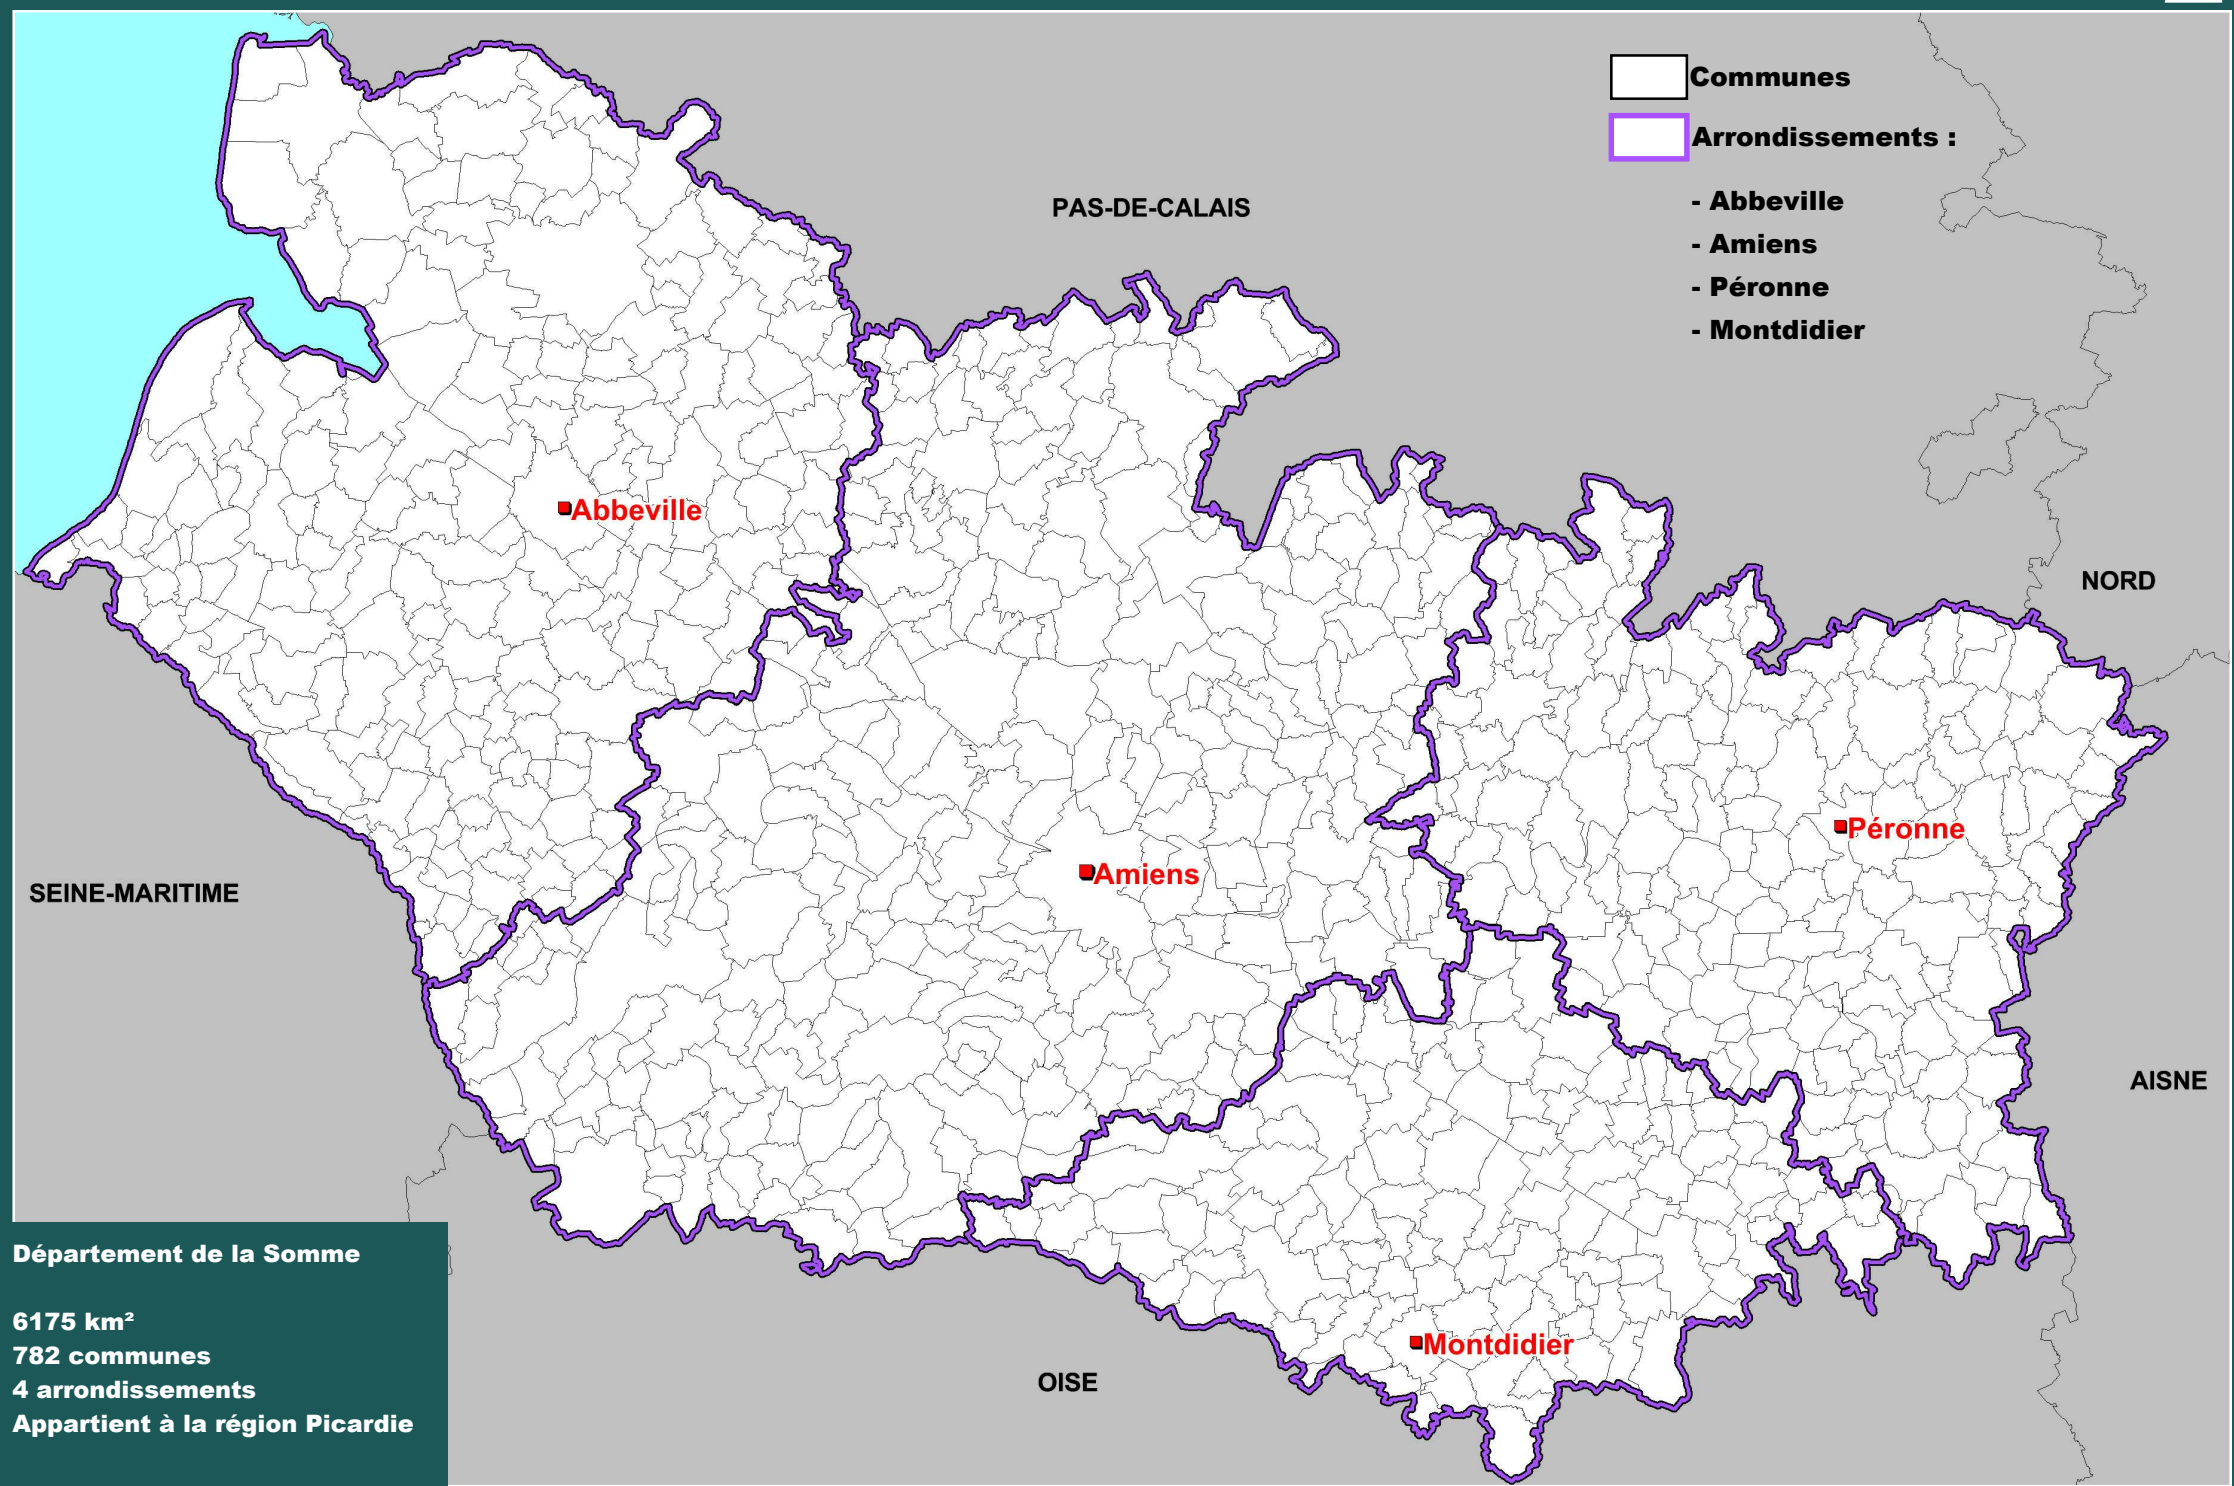 Communes
Arrondissements :
- Abbeville
- Amiens
- Péronne
- Montdidier
PAS-DE-CALAIS
NORD
Abbeville
Péronne
Amiens
SEINE-MARITIME
AISNE
Montdidier
OISE
Département de la Somme
6175 km²
782 communes
4 arrondissements
Appartient à la région Picardie